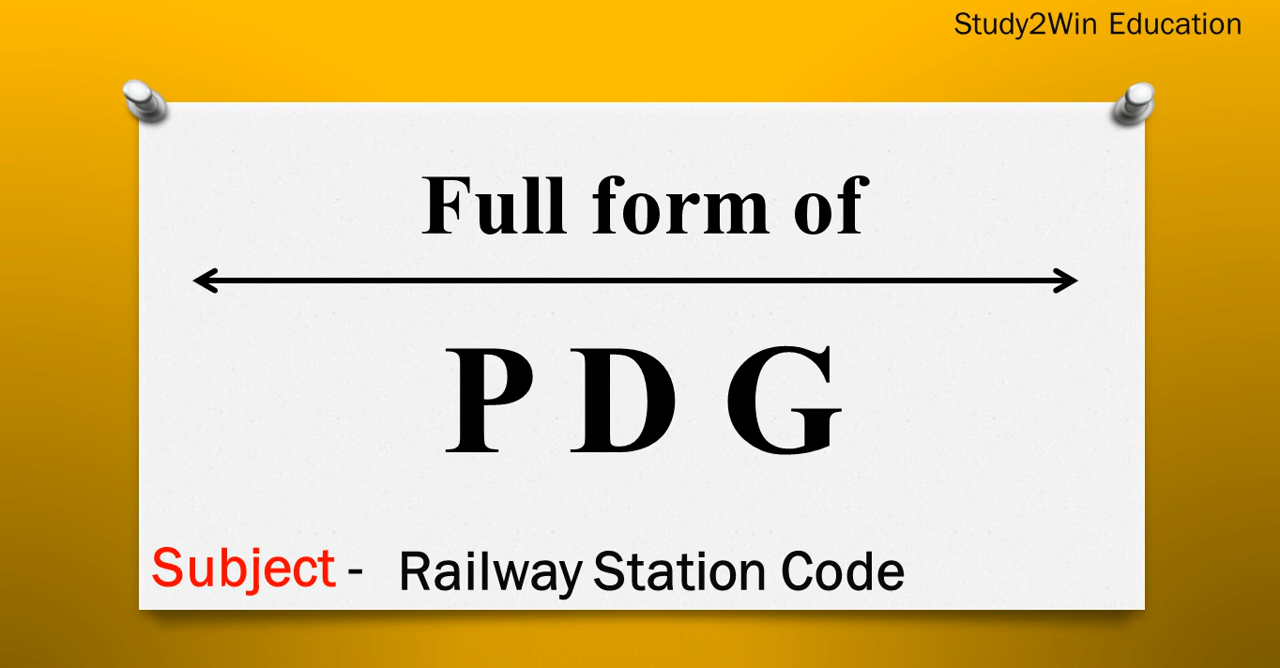 Study2Win Education
Full form of
P D G
Subject - Railway Station Code